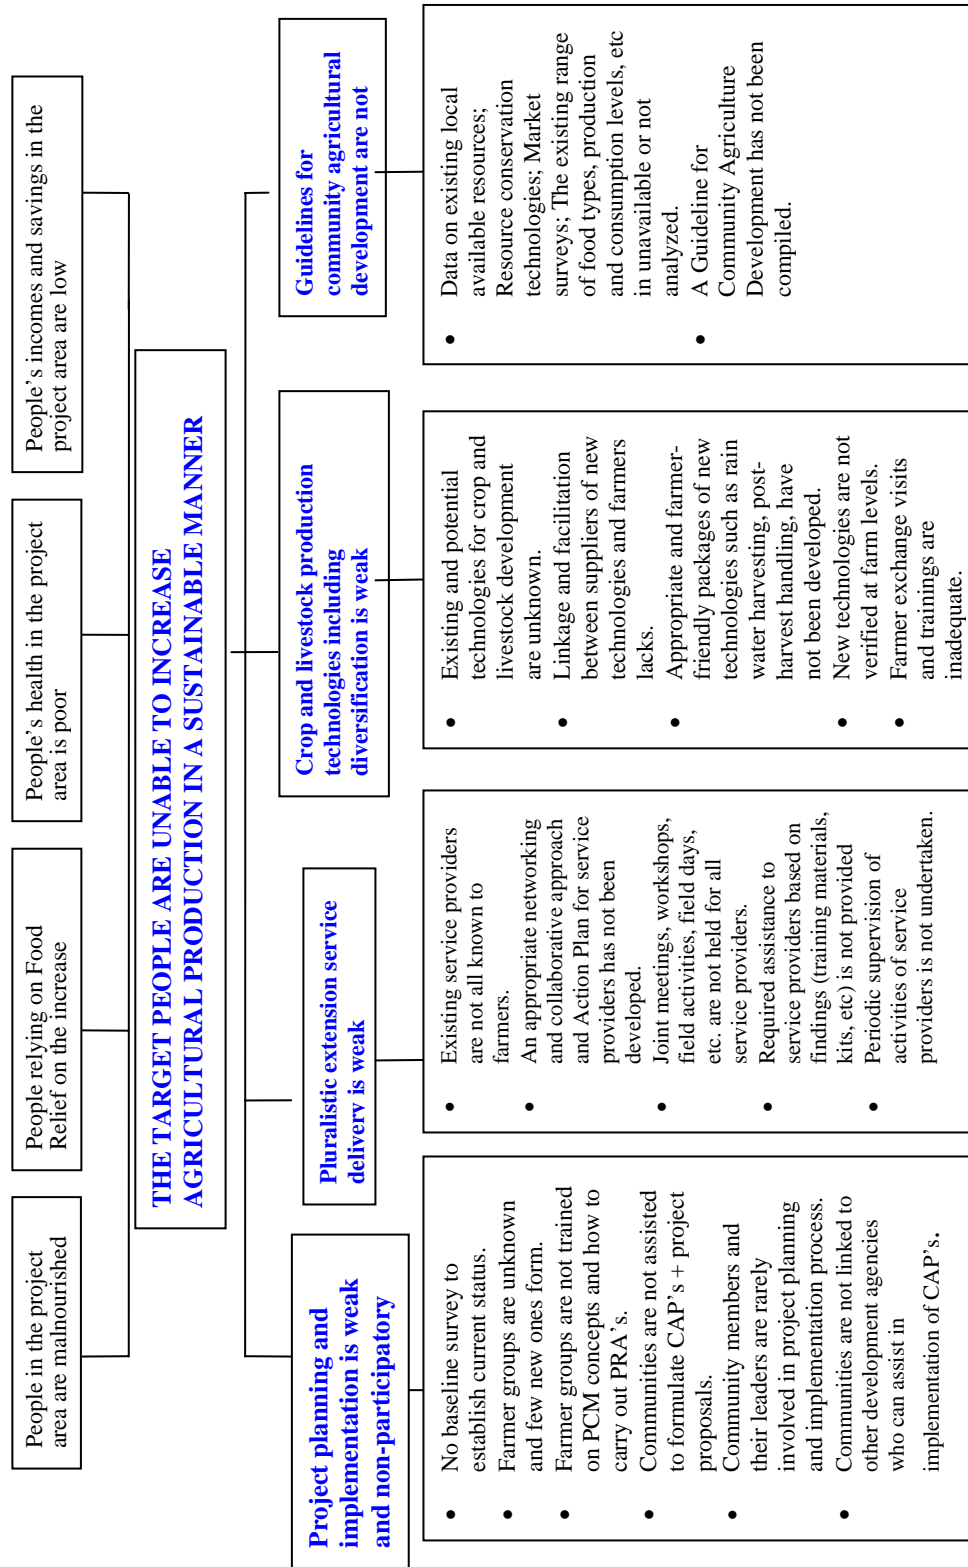 People in the project
area are malnourished
People relying on Food
Relief on the increase
People's health in the project
area is poor
People's incomes and savings in the
project area are low
THE TARGET PEOPLE ARE UNABLE TO INCREASE
AGRICULTURAL PRODUCTION IN A SUSTAINABLE MANNER
Project planning and
implementation is weak
and non-participatory
Pluralistic extension service
delivery is weak
Crop and livestock production
technologies including
diversification is weak
Guidelines for
community agricultural
development are not
• No baseline survey to
establish current status.
• Farmer groups are unknown
and few new ones form.
• Farmer groups are not trained
on PCM concepts and how to
carry out PRA's.
• Communities are not assisted
to formulate CAP's + project
proposals.
• Community members and
their leaders are rarely
involved in project planning
and implementation process.
• Communities are not linked to
other development agencies
who can assist in
implementation of CAP's.
• Existing service providers
are not all known to
farmers.
• An appropriate networking
and collaborative approach
and Action Plan for service
providers has not been
developed.
• Joint meetings, workshops,
field activities, field days,
etc. are not held for all
service providers.
• Required assistance to
service providers based on
findings (training materials,
kits, etc) is not provided
• Periodic supervision of
activities of service
providers is not undertaken.
• Existing and potential
technologies for crop and
livestock development
are unknown.
• Linkage and facilitation
between suppliers of new
technologies and farmers
lacks.
• Appropriate and farmer-
friendly packages of new
technologies such as rain
water harvesting, post-
harvest handling, have
not been developed.
• New technologies are not
verified at farm levels.
• Farmer exchange visits
and trainings are
inadequate.
• Data on existing local
available resources;
Resource conservation
technologies; Market
surveys; The existing range
of food types, production
and consumption levels, etc
in unavailable or not
analyzed.
• A Guideline for
Community Agriculture
Development has not been
compiled.